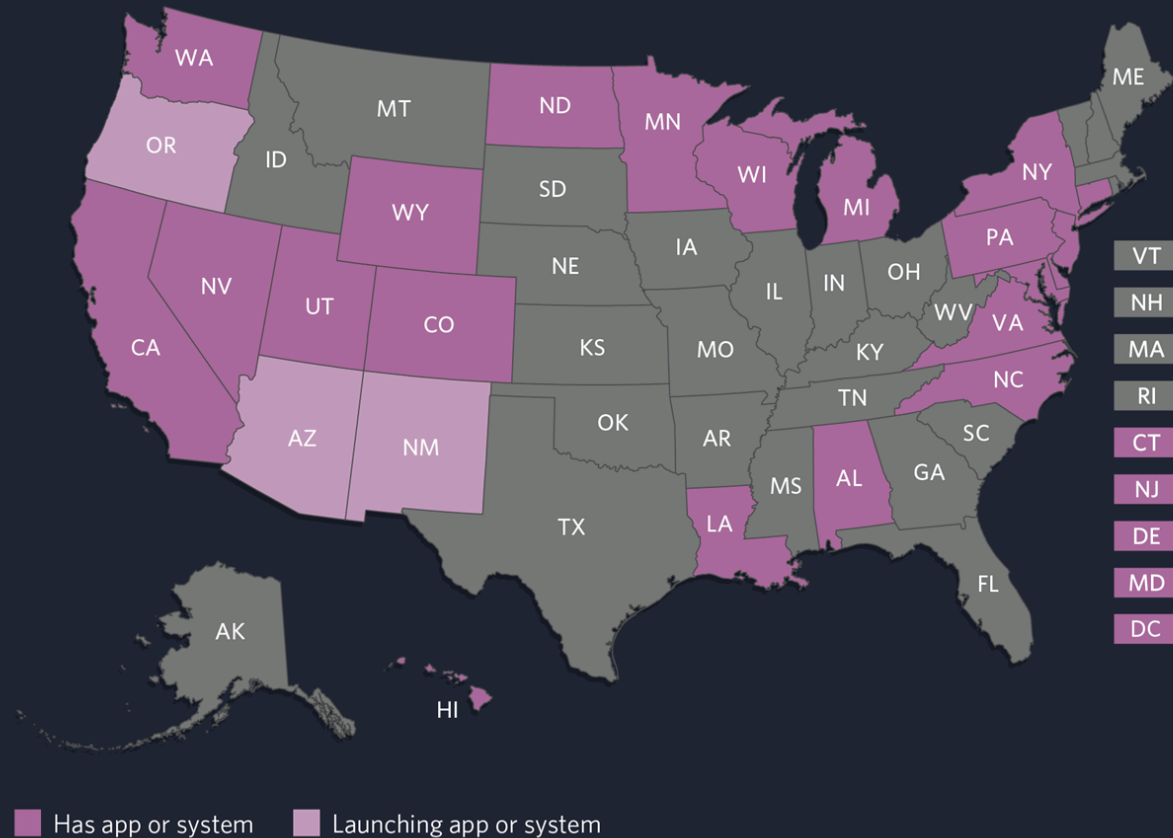 WA
ME
MT
ND
MN
OR
ID
SD
WI
NY
WY
MI
PA
IA
VT
NE
OH
NV
IL
IN
NH
UT
WV
VA
CO
CA
KS
MO
KY
MA
NC
TN
RI
AZ
NM
OK
AR
SC
CT
MS
AL
GA
NJ
TX
LA
DE
FL
MD
AK
DC
HI
Has app or system
Launching app or system